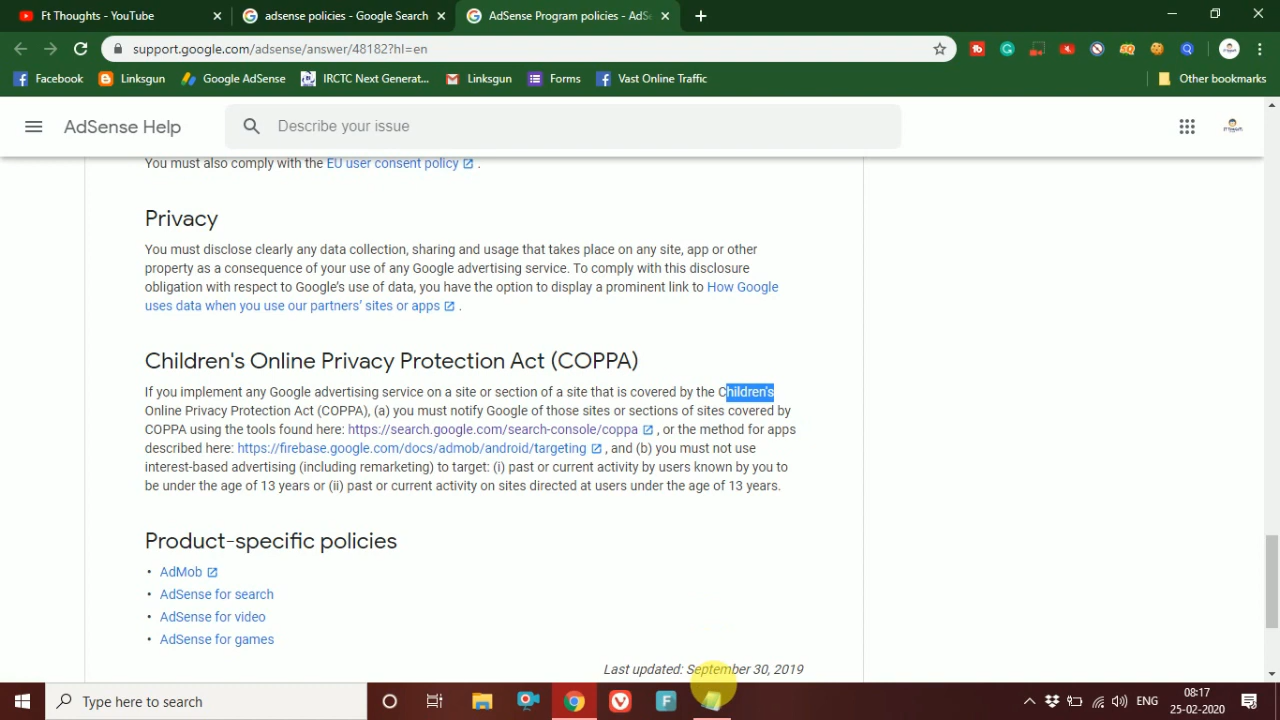 Ft Thoughts - YouTube
adsense policies - Google Search
AdSense Program policies - AdS
support.google.com/adsense/answer/48182?hl=en
Facebook
Linksgun
Google AdSense
IRCTC Next Generat...
Linksgun
Forms
Vast Online Traffic
Other bookmarks
AdSense Help
Describe your issue
You must also comply with the EU user consent policy .
Privacy
You must disclose clearly any data collection, sharing and usage that takes place on any site, app or other
property as a consequence of your use of any Google advertising service. To comply with this disclosure
obligation with respect to Google's use of data, you have the option to display a prominent link to How Google
uses data when you use our partners' sites or apps .
Children's Online Privacy Protection Act (COPPA)
If you implement any Google advertising service on a site or section of a site that is covered by the Children's
Online Privacy Protection Act (COPPA), (a) you must notify Google of those sites or sections of sites covered by
COPPA using the tools found here: https://search.google.com/search-console/coppa , or the method for apps
described here: https://firebase.google.com/docs/admob/android/targeting , and (b) you must not use
interest-based advertising (including remarketing) to target: (i) past or current activity by users known by you to
be under the age of 13 years or (ii) past or current activity on sites directed at users under the age of 13 years.
Product-specific policies
• AdMob
• AdSense for search
• AdSense for video
• AdSense for games
Last updated: September 30, 2019
Type here to search
ENG
08:17
25-02-2020